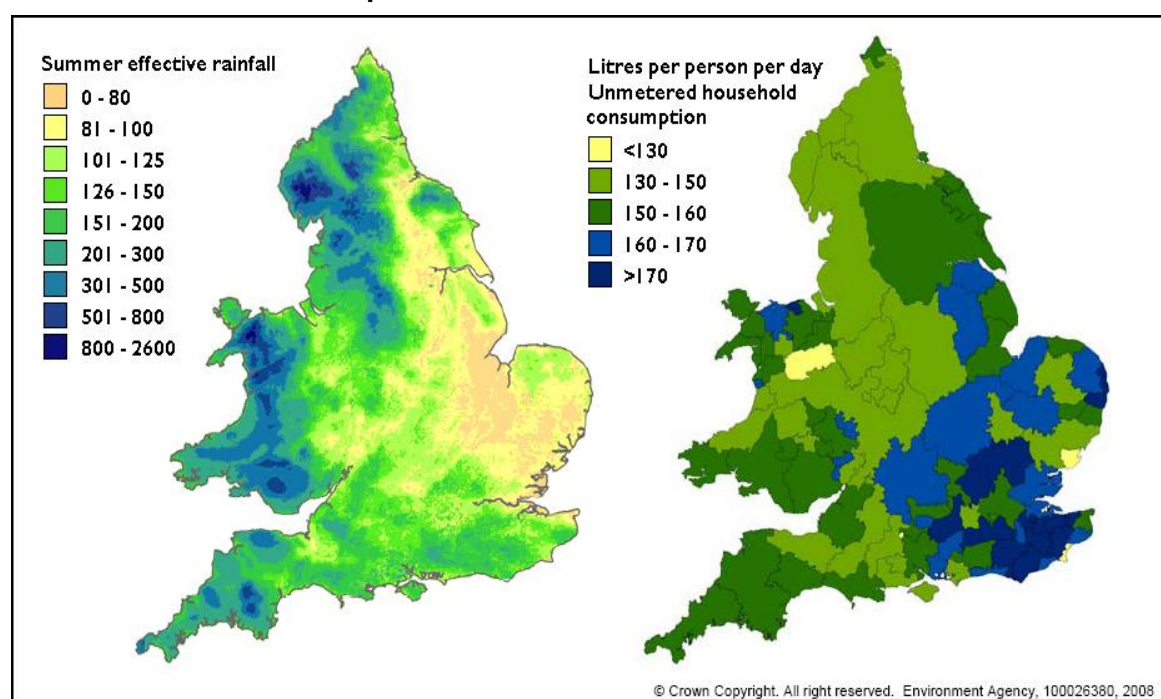 Summer effective rainfall
0 - 80
81 - 100
101 - 125
126 - 150
151 - 200
201 - 300
301 - 500
501 - 800
800 - 2600
Litres per person per day
Unmetered household
consumption
<130
130 - 150
150 - 160
160 - 170
>170
© Crown Copyright. All right reserved. Environment Agency, 100026380, 2008